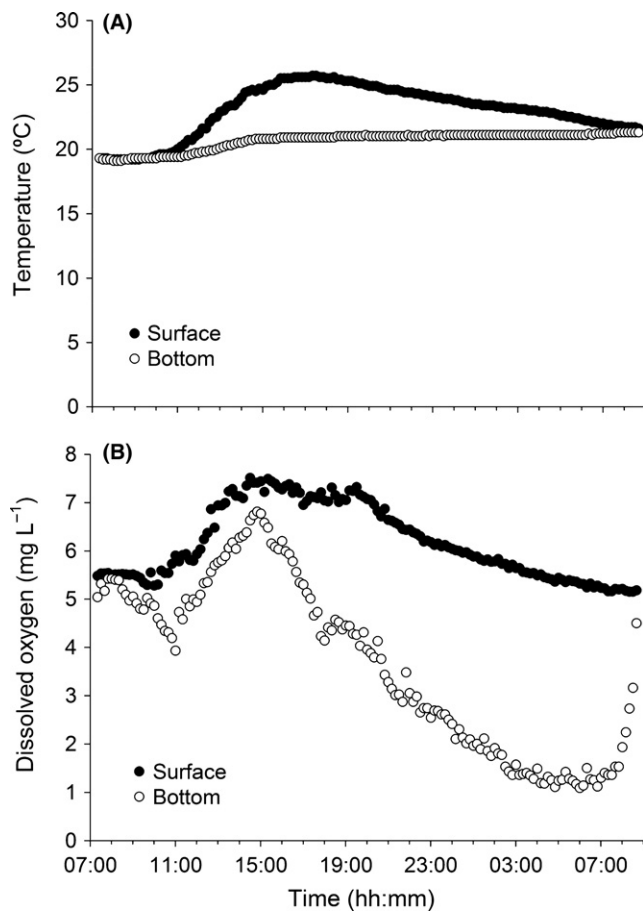 (A)
30
25
20
15
10
5
0
Temperature (ºC)
Surface
Bottom
(B)
8
7
6
5
4
3
2
1
0
Dissolved oxygen (mg L⁻¹)
Surface
Bottom
07:00 11:00 15:00 19:00 23:00 03:00 07:00
Time (hh:mm)